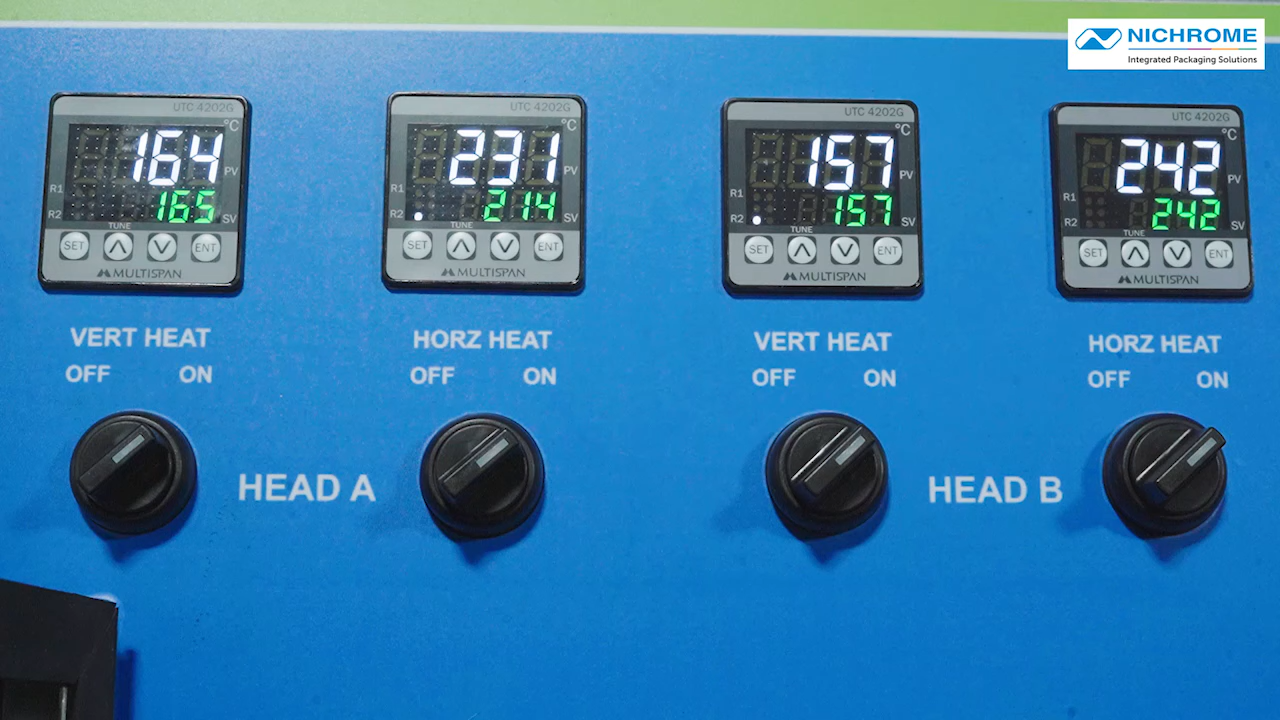 NICHROME
Integrated Packaging Solutions
UTC 4202G
°C
164
PV
R1
165
R2
SV
TUNE
SET
ENT
MULTISPAN
UTC 4202G
°C
231
PV
R1
214
R2
SV
TUNE
SET
ENT
MULTISPAN
UTC 4202G
°C
157
PV
R1
157
R2
SV
TUNE
SET
ENT
MULTISPAN
UTC 4202G
°C
242
PV
R1
242
R2
SV
TUNE
SET
ENT
MULTISPAN
VERT HEAT
OFF ON
HORZ HEAT
OFF ON
VERT HEAT
OFF ON
HORZ HEAT
OFF ON
HEAD A
HEAD B